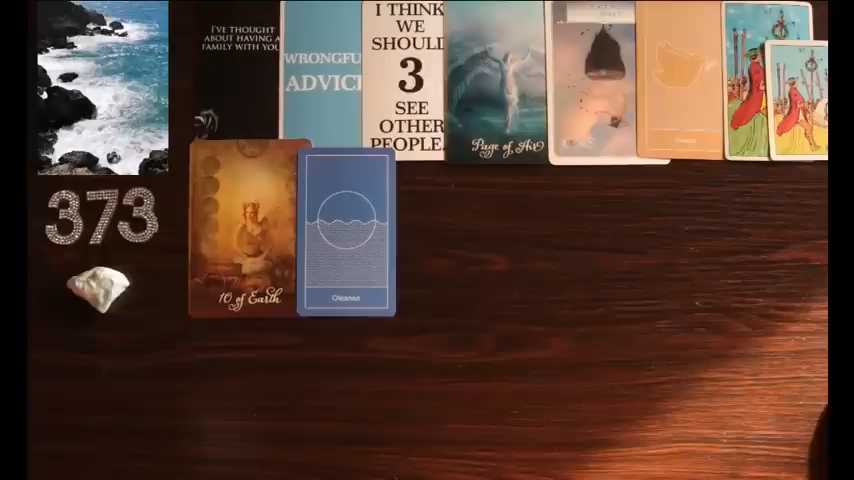 I'VE THOUGHT
ABOUT HAVING A
FAMILY WITH YOU
WRONGFU
ADVIC
I THINK
WE
SHOULD
3
SEE
OTHER
PEOPLE.
Page of Air
373
10 of Earth
Cleanse